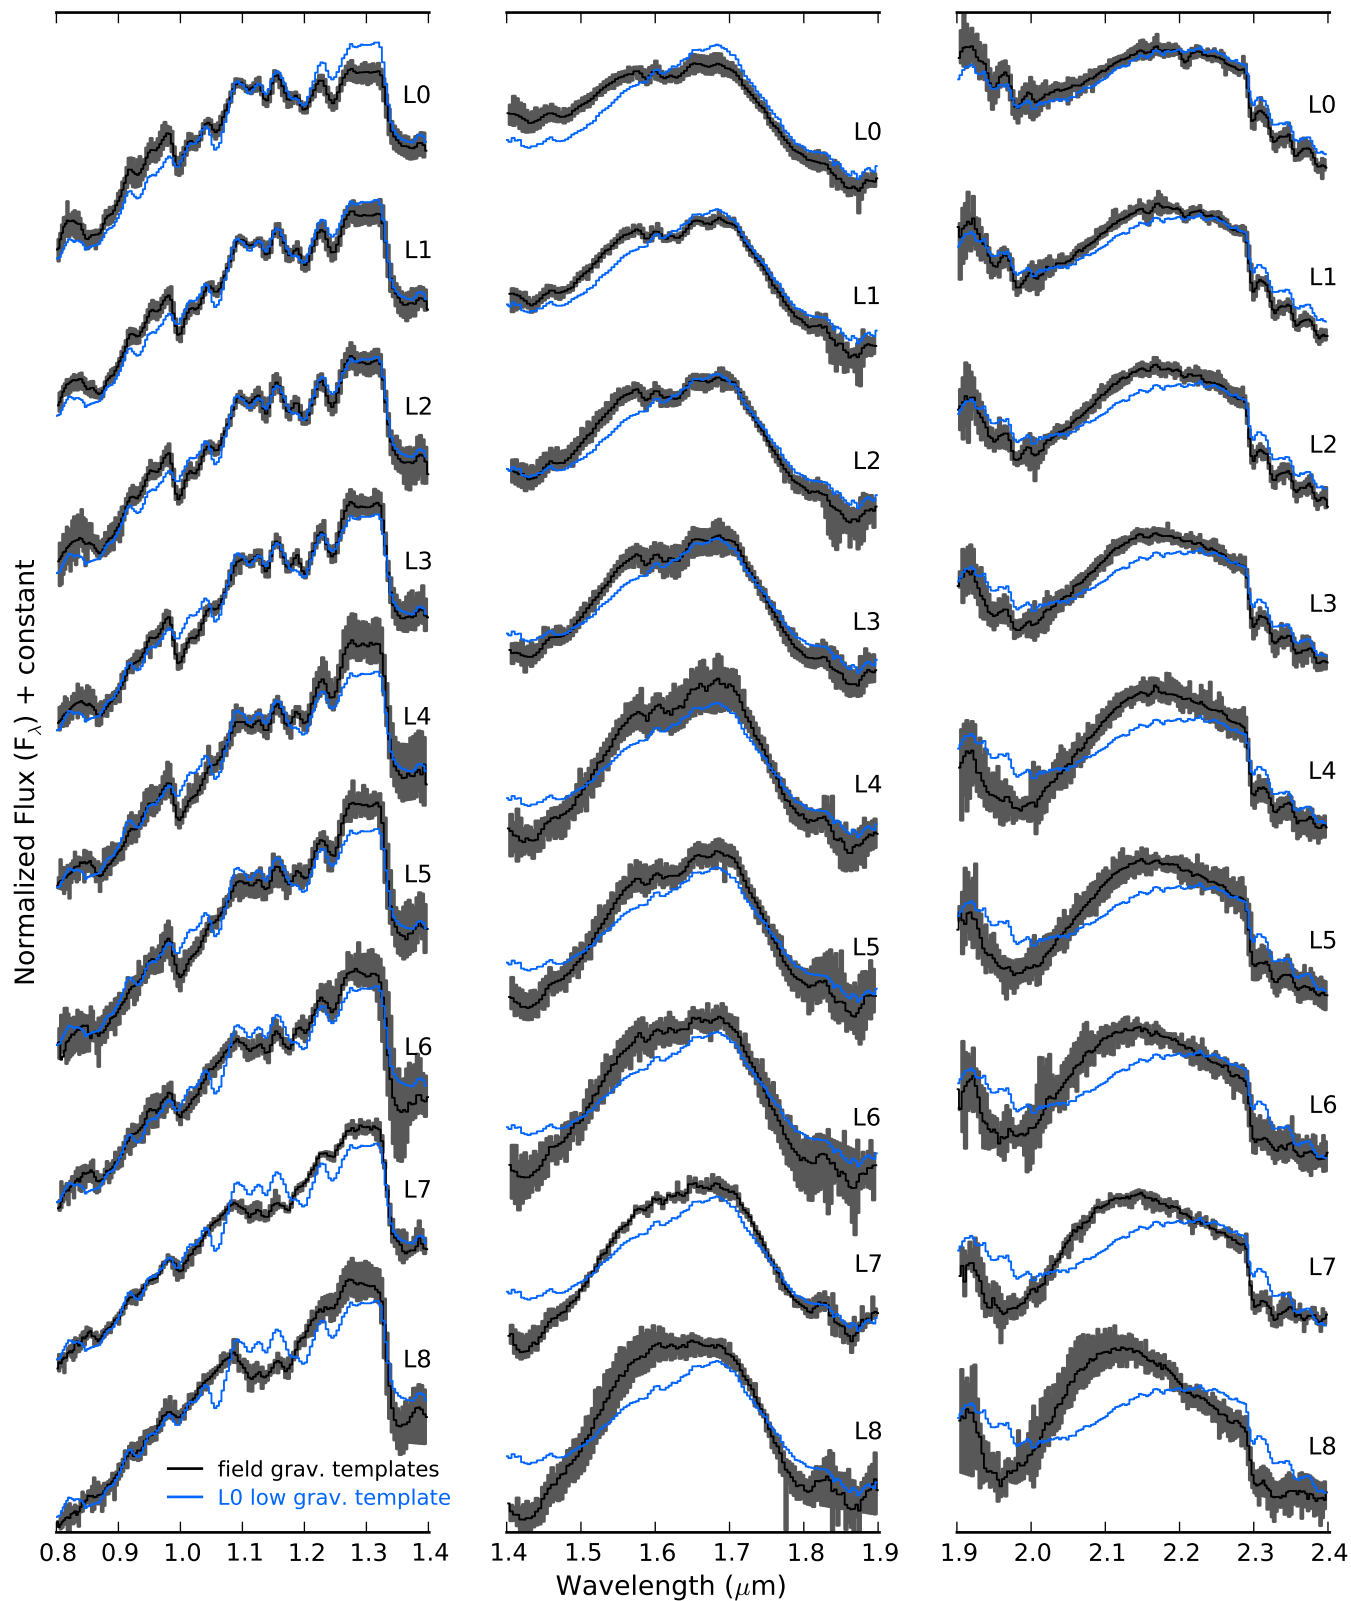 Normalized Flux (Fλ) + constant
L0
L1
L2
L3
L4
L5
L6
L7
L8
field grav. templates
L0 low grav. template
0.8 0.9 1.0 1.1 1.2 1.3 1.4
L0
L1
L2
L3
L4
L5
L6
L7
L8
1.4 1.5 1.6 1.7 1.8 1.9
L0
L1
L2
L3
L4
L5
L6
L7
L8
1.9 2.0 2.1 2.2 2.3 2.4
Wavelength (μm)